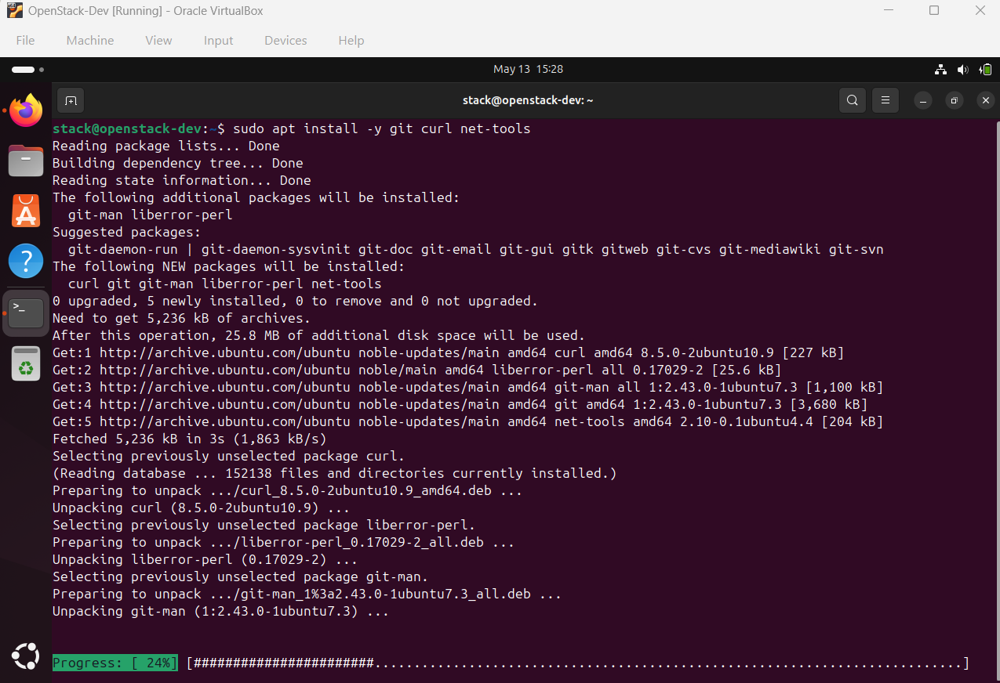 OpenStack-Dev [Running] - Oracle VirtualBox
File Machine View Input Devices Help
May 13 15:28
stack@openstack-dev: ~
stack@openstack-dev:~$ sudo apt install -y git curl net-tools
Reading package lists... Done
Building dependency tree... Done
Reading state information... Done
The following additional packages will be installed:
  git-man liberror-perl
Suggested packages:
  git-daemon-run | git-daemon-sysvinit git-doc git-email git-gui gitk gitweb git-cvs git-mediawiki git-svn
The following NEW packages will be installed:
  curl git git-man liberror-perl net-tools
0 upgraded, 5 newly installed, 0 to remove and 0 not upgraded.
Need to get 5,236 kB of archives.
After this operation, 25.8 MB of additional disk space will be used.
Get:1 http://archive.ubuntu.com/ubuntu noble-updates/main amd64 curl amd64 8.5.0-2ubuntu10.9 [227 kB]
Get:2 http://archive.ubuntu.com/ubuntu noble/main amd64 liberror-perl all 0.17029-2 [25.6 kB]
Get:3 http://archive.ubuntu.com/ubuntu noble-updates/main amd64 git-man all 1:2.43.0-1ubuntu7.3 [1,100 kB]
Get:4 http://archive.ubuntu.com/ubuntu noble-updates/main amd64 git amd64 1:2.43.0-1ubuntu7.3 [3,680 kB]
Get:5 http://archive.ubuntu.com/ubuntu noble-updates/main amd64 net-tools amd64 2.10-0.1ubuntu4.4 [204 kB]
Fetched 5,236 kB in 3s (1,863 kB/s)
Selecting previously unselected package curl.
(Reading database ... 152138 files and directories currently installed.)
Preparing to unpack .../curl_8.5.0-2ubuntu10.9_amd64.deb ...
Unpacking curl (8.5.0-2ubuntu10.9) ...
Selecting previously unselected package liberror-perl.
Preparing to unpack .../liberror-perl_0.17029-2_all.deb ...
Unpacking liberror-perl (0.17029-2) ...
Selecting previously unselected package git-man.
Preparing to unpack .../git-man_1%3a2.43.0-1ubuntu7.3_all.deb ...
Unpacking git-man (1:2.43.0-1ubuntu7.3) ...
Progress: [ 24%] [#######################...........................................................................]